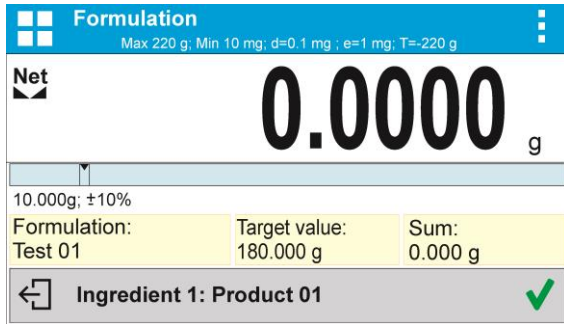 Formulation
Max 220 g; Min 10 mg; d=0.1 mg ; e=1 mg; T=-220 g
Net
0.0000 g
10.000g; ±10%
Formulation: Target value: Sum:
Test 01 180.000 g 0.000 g
Ingredient 1: Product 01